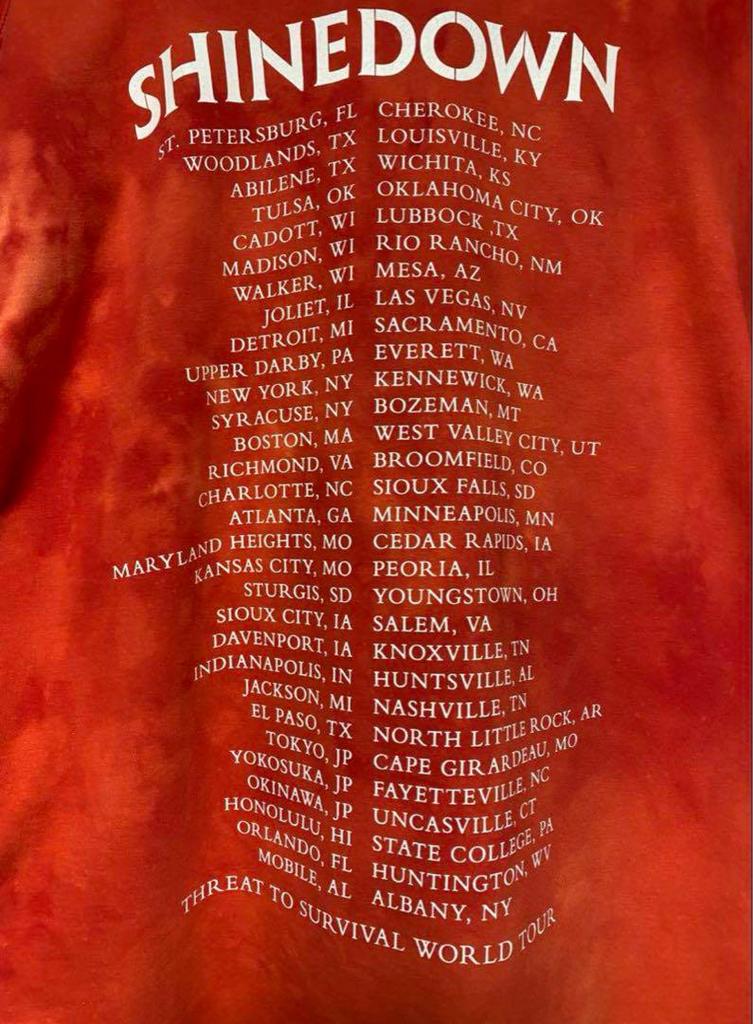 SHINEDOWN
ST. PETERSBURG, FL
WOODLANDS, TX
ABILENE, TX
TULSA, OK
CADOTT, WI
MADISON, WI
WALKER, WI
JOLIET, IL
DETROIT, MI
UPPER DARBY, PA
NEW YORK, NY
SYRACUSE, NY
BOSTON, MA
RICHMOND, VA
CHARLOTTE, NC
ATLANTA, GA
MARYLAND HEIGHTS, MO
KANSAS CITY, MO
STURGIS, SD
SIOUX CITY, IA
DAVENPORT, IA
INDIANAPOLIS, IN
JACKSON, MI
EL PASO, TX
TOKYO, JP
YOKOSUKA, JP
OKINAWA, JP
HONOLULU, HI
ORLANDO, FL
MOBILE, AL
CHEROKEE, NC
LOUISVILLE, KY
WICHITA, KS
OKLAHOMA CITY, OK
LUBBOCK ,TX
RIO RANCHO, NM
MESA, AZ
LAS VEGAS, NV
SACRAMENTO, CA
EVERETT, WA
KENNEWICK, WA
BOZEMAN, MT
WEST VALLEY CITY, UT
BROOMFIELD, CO
SIOUX FALLS, SD
MINNEAPOLIS, MN
CEDAR RAPIDS, IA
PEORIA, IL
YOUNGSTOWN, OH
SALEM, VA
KNOXVILLE, TN
HUNTSVILLE, AL
NASHVILLE, TN
NORTH LITTLE ROCK, AR
CAPE GIRARDEAU, MO
FAYETTEVILLE, NC
UNCASVILLE, CT
STATE COLLEGE, PA
HUNTINGTON, WV
ALBANY, NY
THREAT TO SURVIVAL WORLD TOUR